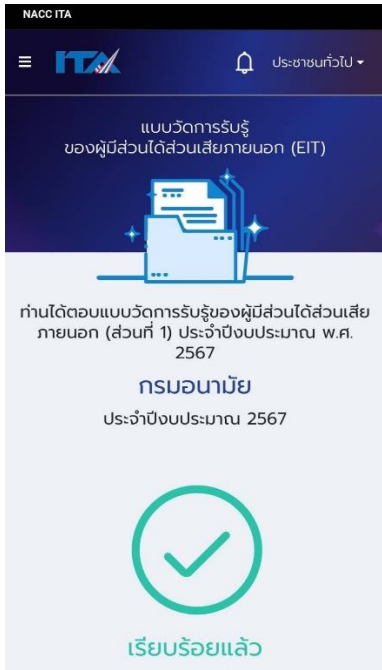 NACC ITA
ITA
ประชาชนทั่วไป
แบบวัดการรับรู้
ของผู้มีส่วนได้ส่วนเสียภายนอก (EIT)
ท่านได้ตอบแบบวัดการรับรู้ของผู้มีส่วนได้ส่วนเสีย
ภายนอก (ส่วนที่ 1) ประจำปีงบประมาณ พ.ศ.
2567
กรมอนามัย
ประจำปีงบประมาณ 2567
เรียบร้อยแล้ว